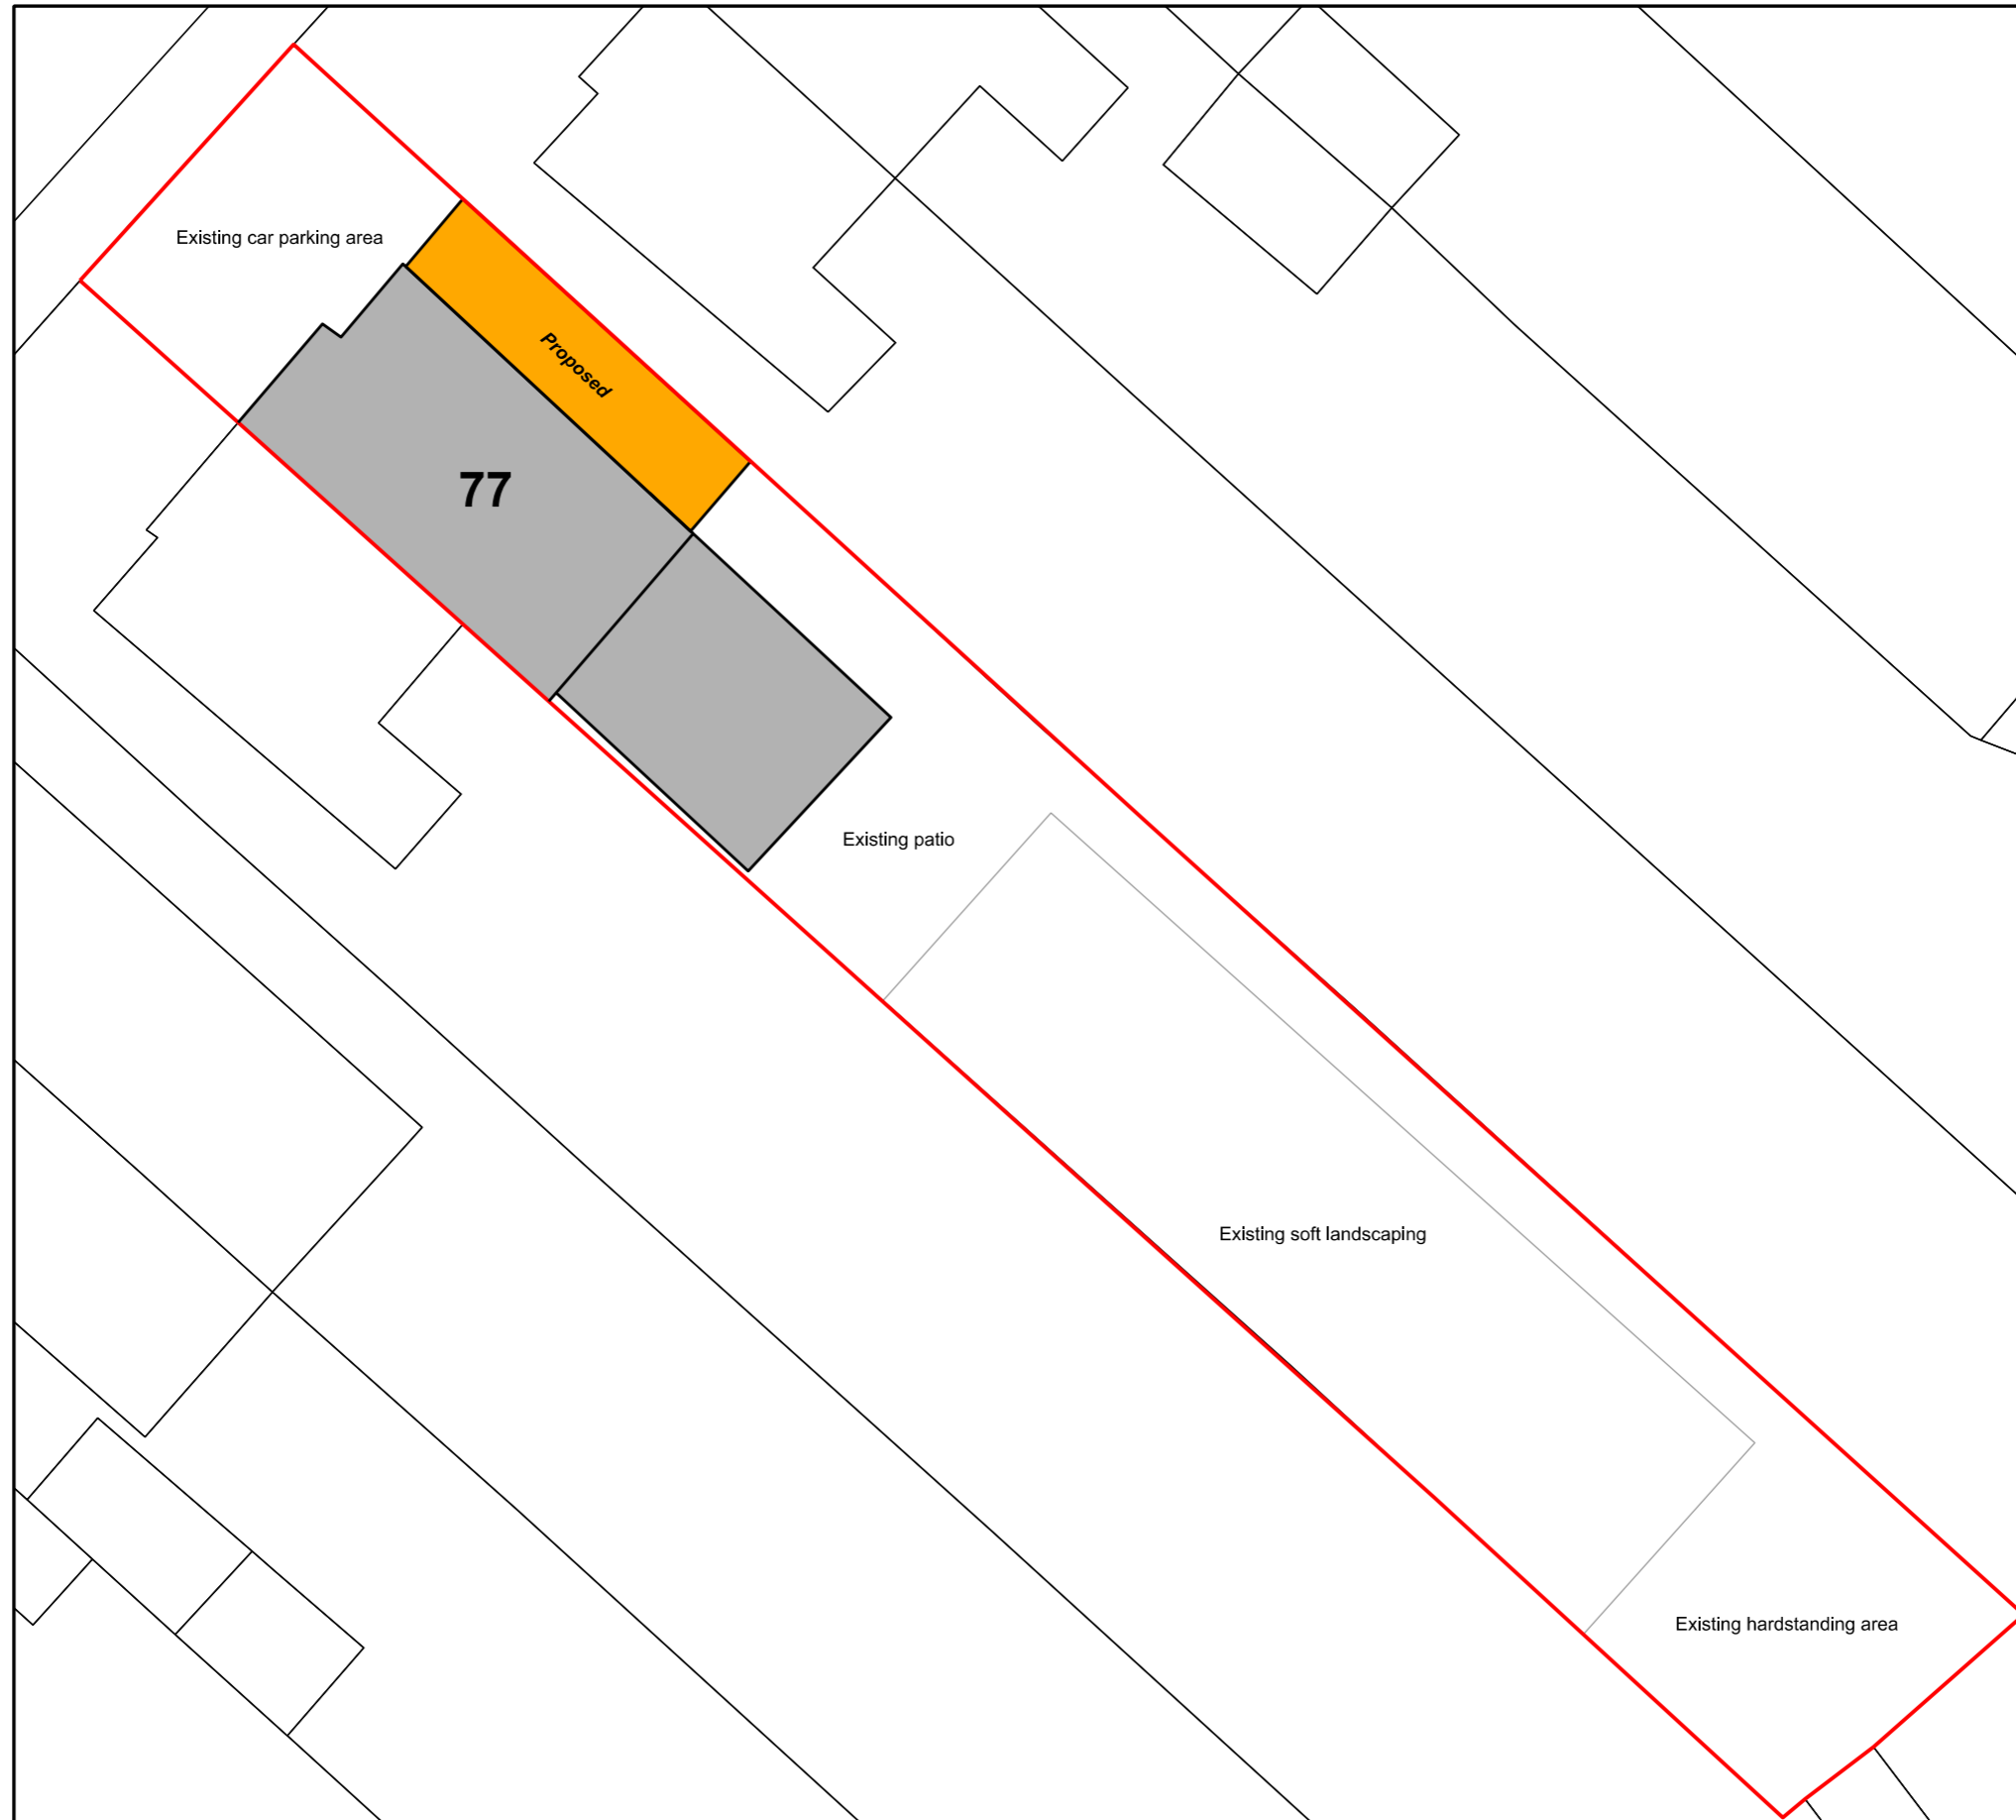 Existing car parking area
Proposed
77
Existing patio
Existing soft landscaping
Existing hardstanding area